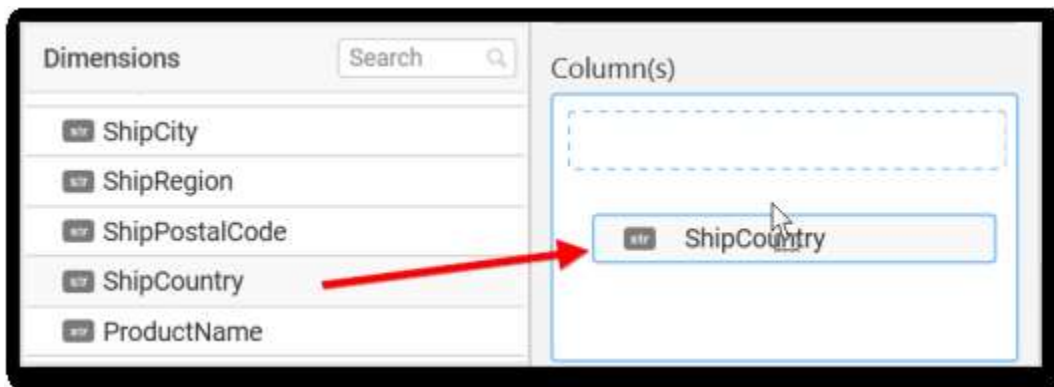 Dimensions
Search
str ShipCity
str ShipRegion
str ShipPostalCode
str ShipCountry
str ProductName
Column(s)
str ShipCountry